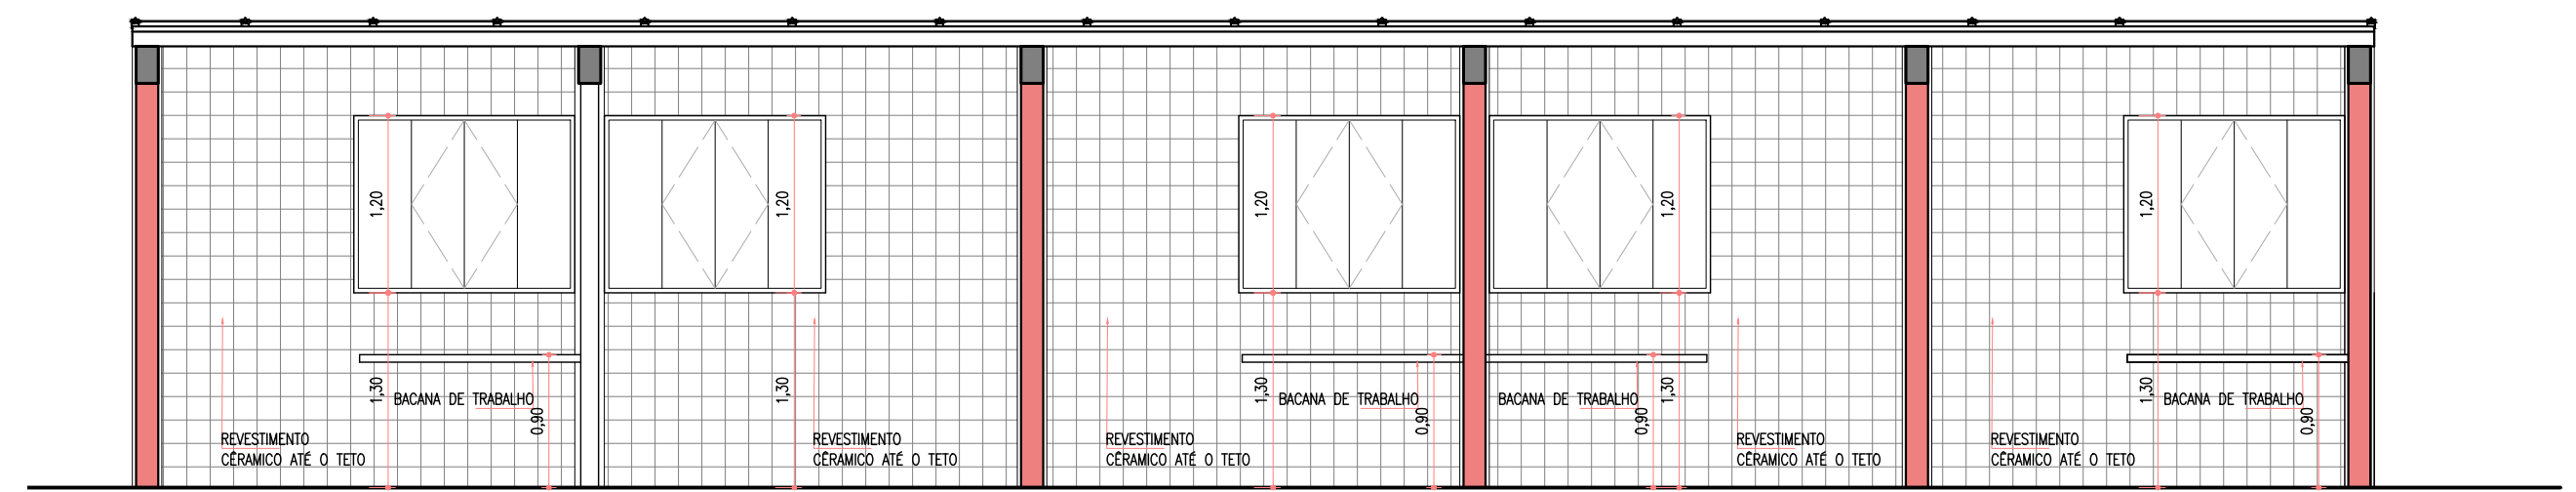 1,20
1,20
1,20
1,20
1,20
1,30
BACANA DE TRABALHO
0,90
1,30
1,30
BACANA DE TRABALHO
0,90
BACANA DE TRABALHO
0,90
1,30
1,30
BACANA DE TRABALHO
0,90
REVESTIMENTO
CÊRAMICO ATÉ O TETO
REVESTIMENTO
CÊRAMICO ATÉ O TETO
REVESTIMENTO
CÊRAMICO ATÉ O TETO
REVESTIMENTO
CÊRAMICO ATÉ O TETO
REVESTIMENTO
CÊRAMICO ATÉ O TETO